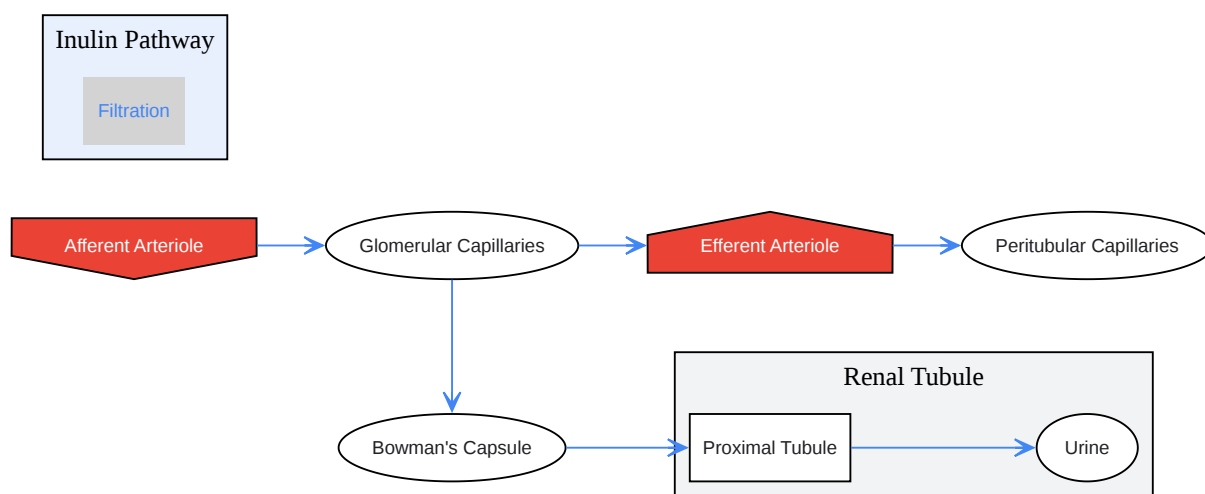 Inulin Pathway
Filtration
Afferent Arteriole
Glomerular Capillaries
Efferent Arteriole
Peritubular Capillaries
Renal Tubule
Bowman's Capsule
Proximal Tubule
Urine